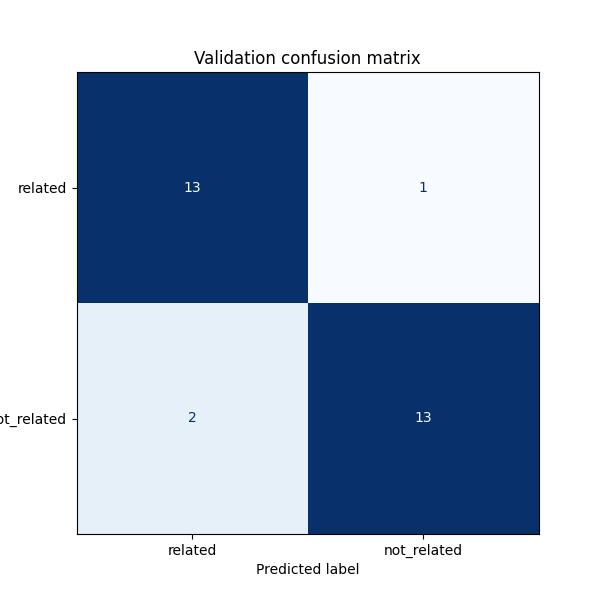 Validation confusion matrix
related
13
1
ot_related
2
13
related
not_related
Predicted label